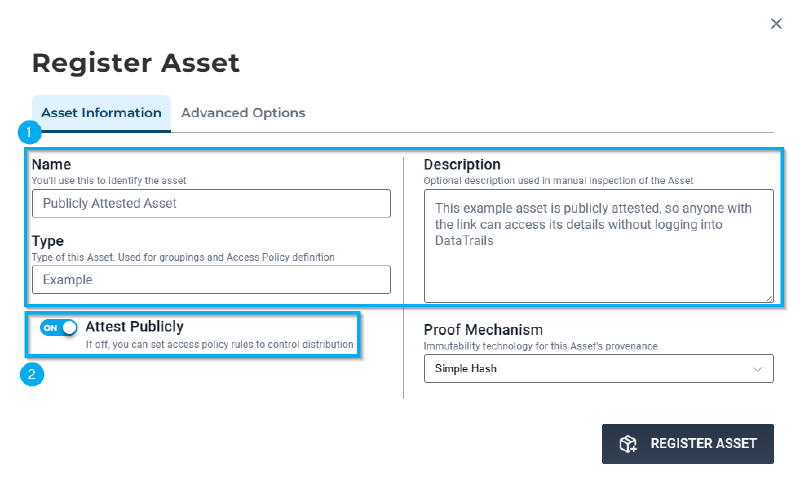 Register Asset
Asset Information
Advanced Options
1
Name
You'll use this to identify the asset
Publicly Attested Asset
Type
Type of this Asset. Used for groupings and Access Policy definition
Example
ON
Attest Publicly
If off, you can set access policy rules to control distribution
2
Description
Optional description used in manual inspection of the Asset
This example asset is publicly attested, so anyone with
the link can access its details without logging into
DataTrails
Proof Mechanism
Immutability technology for this Asset's provenance
Simple Hash
REGISTER ASSET